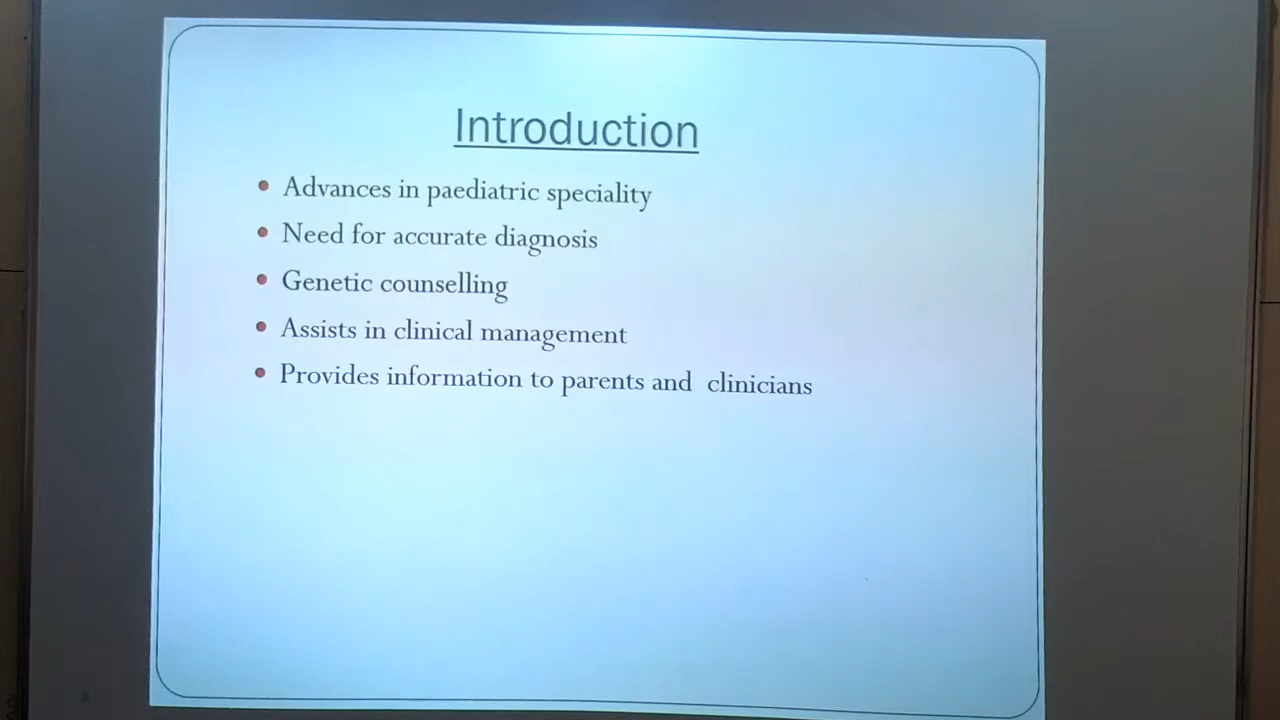 Introduction
• Advances in paediatric speciality
• Need for accurate diagnosis
• Genetic counselling
• Assists in clinical management
• Provides information to parents and clinicians